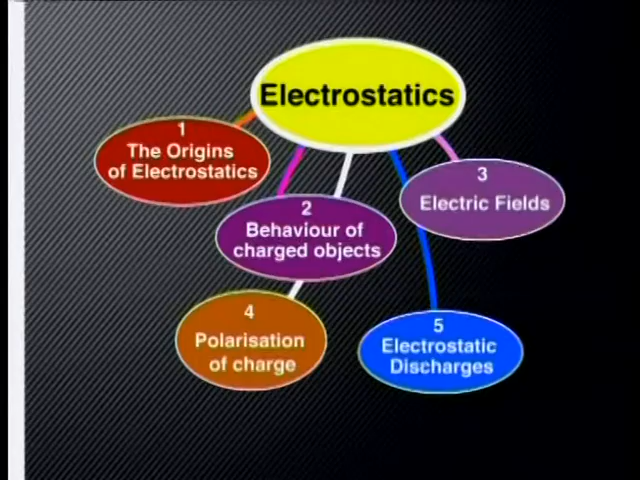 Electrostatics
1
The Origins
of Electrostatics
2
Behaviour of
charged objects
3
Electric Fields
4
Polarisation
of charge
5
Electrostatic
Discharges